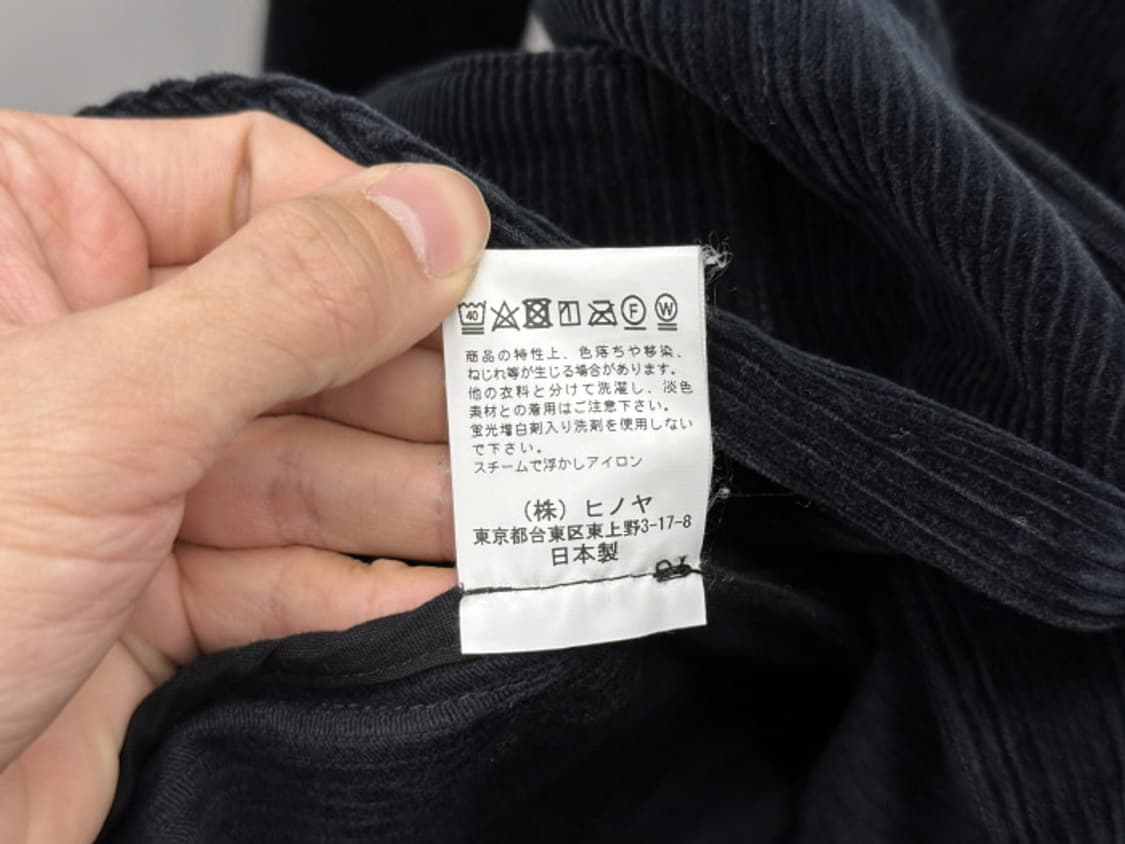 40 F W
商品の特性上、色落ちや移染、
ねじれ等が生じる場合があります。
他の衣料と分けて洗濯し、淡色
素材との着用はご注意下さい。
蛍光増白剤入り洗剤を使用しない
で下さい。
スチームで浮かしアイロン
（株）ヒノヤ
東京都台東区東上野3-17-8
日本製